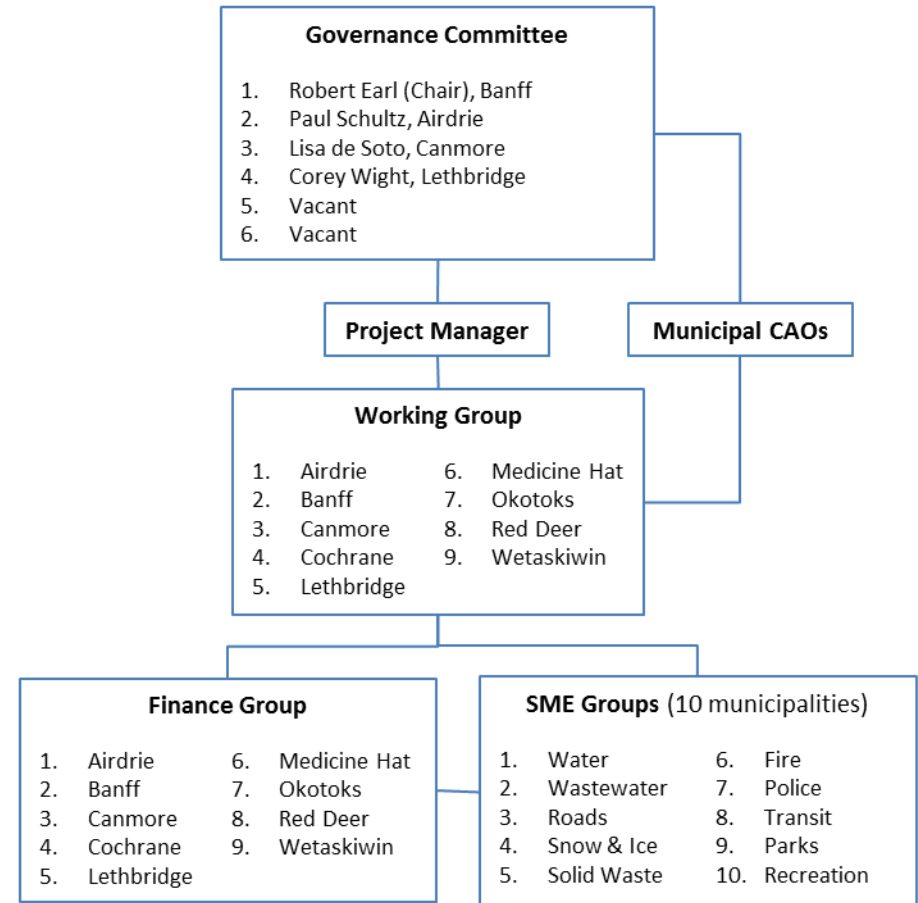 Governance Committee
1. Robert Earl (Chair), Banff
2. Paul Schultz, Airdrie
3. Lisa de Soto, Canmore
4. Corey Wight, Lethbridge
5. Vacant
6. Vacant
Project Manager
Municipal CAOs
Working Group
1. Airdrie
2. Banff
3. Canmore
4. Cochrane
5. Lethbridge
6. Medicine Hat
7. Okotoks
8. Red Deer
9. Wetaskiwin
Finance Group
1. Airdrie
2. Banff
3. Canmore
4. Cochrane
5. Lethbridge
6. Medicine Hat
7. Okotoks
8. Red Deer
9. Wetaskiwin
SME Groups (10 municipalities)
1. Water
2. Wastewater
3. Roads
4. Snow & Ice
5. Solid Waste
6. Fire
7. Police
8. Transit
9. Parks
10. Recreation